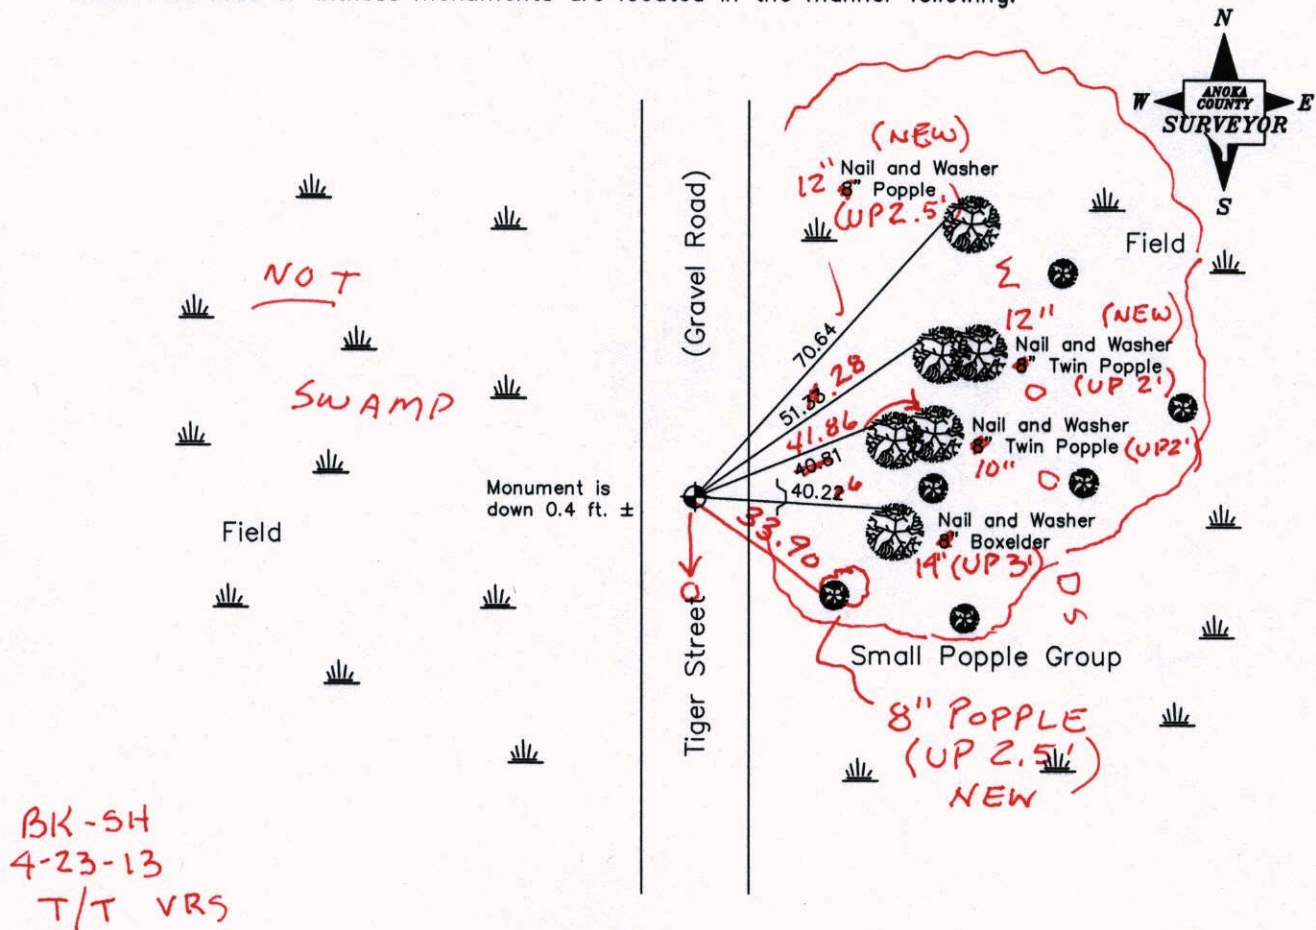 N
W
ANOKA
COUNTY
SURVEYOR
E
S
(NEW)
12" Nail and Washer
8" Popple
(UP 2.5')
Field
NOT
SWAMP
(Gravel Road)
70.64
12" (NEW)
Nail and Washer
8" Twin Popple
(UP 2')
51.33
.28
41.86
40.81
Nail and Washer
8" Twin Popple (UP2')
10"
40.22
Monument is
down 0.4 ft. ±
Nail and Washer
8" Boxelder
14" (UP 3')
33.90
Field
Tiger Street
Small Popple Group
8" POPPLE
(UP 2.5')
NEW
BK-SH
4-23-13
T/T VRS